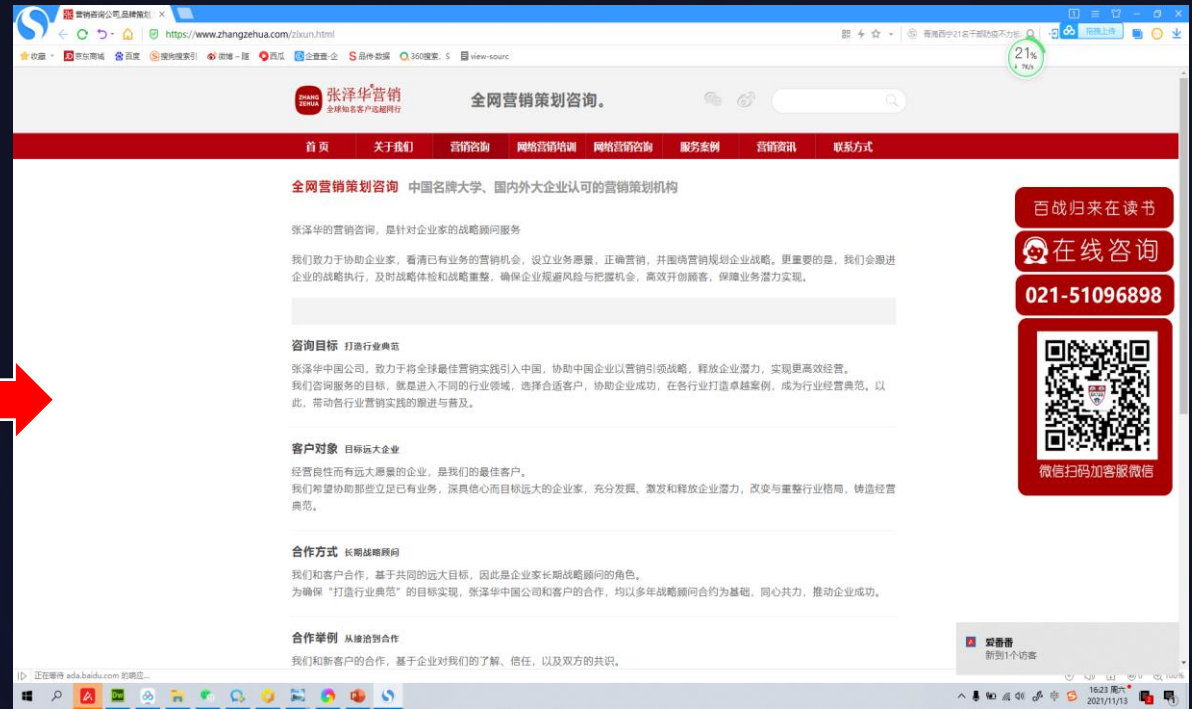 营销咨询公司,品牌策划
https://www.zhangzehua.com/zixun.html
青海西宁21名干部防疫不力被
拖拽上传
收藏 京东商城 百度 搜狗搜索引 微博－随 西瓜 企查查-企 品传·数据 360搜索, S view-sourc
21%
7K/s
ZHANG ZEHUA 张泽华营销
全球知名客户远超同行
全网营销策划咨询。
首 页 关于我们 营销咨询 网络营销培训 网络营销咨询 服务案例 营销资讯 联系方式
全网营销策划咨询 中国名牌大学、国内外大企业认可的营销策划机构
张泽华的营销咨询，是针对企业家的战略顾问服务
我们致力于协助企业家，看清已有业务的营销机会，设立业务愿景，正确营销，并围绕营销规划企业战略。更重要的是，我们会跟进
企业的战略执行，及时战略体检和战略重整，确保企业规避风险与把握机会，高效开创顾客，保障业务潜力实现。
咨询目标 打造行业典范
张泽华中国公司，致力于将全球最佳营销实践引入中国，协助中国企业以营销引领战略，释放企业潜力，实现更高效经营。
我们咨询服务的目标，就是进入不同的行业领域，选择合适客户，协助企业成功，在各行业打造卓越案例，成为行业经营典范。以
此，带动各行业营销实践的跟进与普及。
客户对象 目标远大企业
经营良性而有远大愿景的企业，是我们的最佳客户。
我们希望协助那些立足已有业务，深具信心而目标远大的企业家，充分发掘、激发和释放企业潜力，改变与重整行业格局，铸造经营
典范。
合作方式 长期战略顾问
我们和客户合作，基于共同的远大目标，因此是企业家长期战略顾问的角色。
为确保“打造行业典范”的目标实现，张泽华中国公司和客户的合作，均以多年战略顾问合约为基础，同心共力，推动企业成功。
合作举例 从接洽到合作
我们和新客户的合作，基于企业对我们的了解、信任，以及双方的共识。
百战归来在读书
在线咨询
021-51096898
微信扫码加客服微信
爱番番
新到1个访客
正在等待 ada.baidu.com 的响应...
100%
中
16:23 周六
2021/11/13